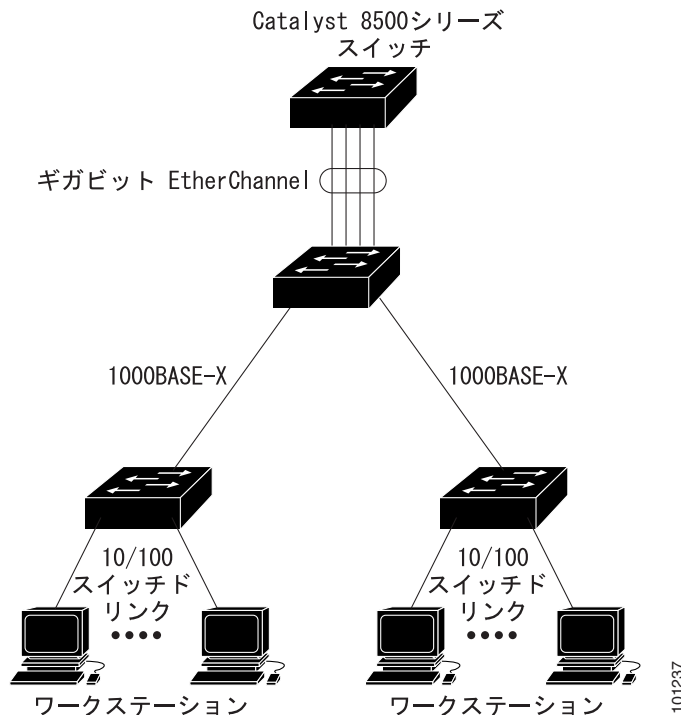 Catalyst 8500シリーズ
スイッチ
ギガビット EtherChannel
1000BASE-X
1000BASE-X
10/100
スイッチド
リンク
10/100
スイッチド
リンク
ワークステーション
ワークステーション
101237